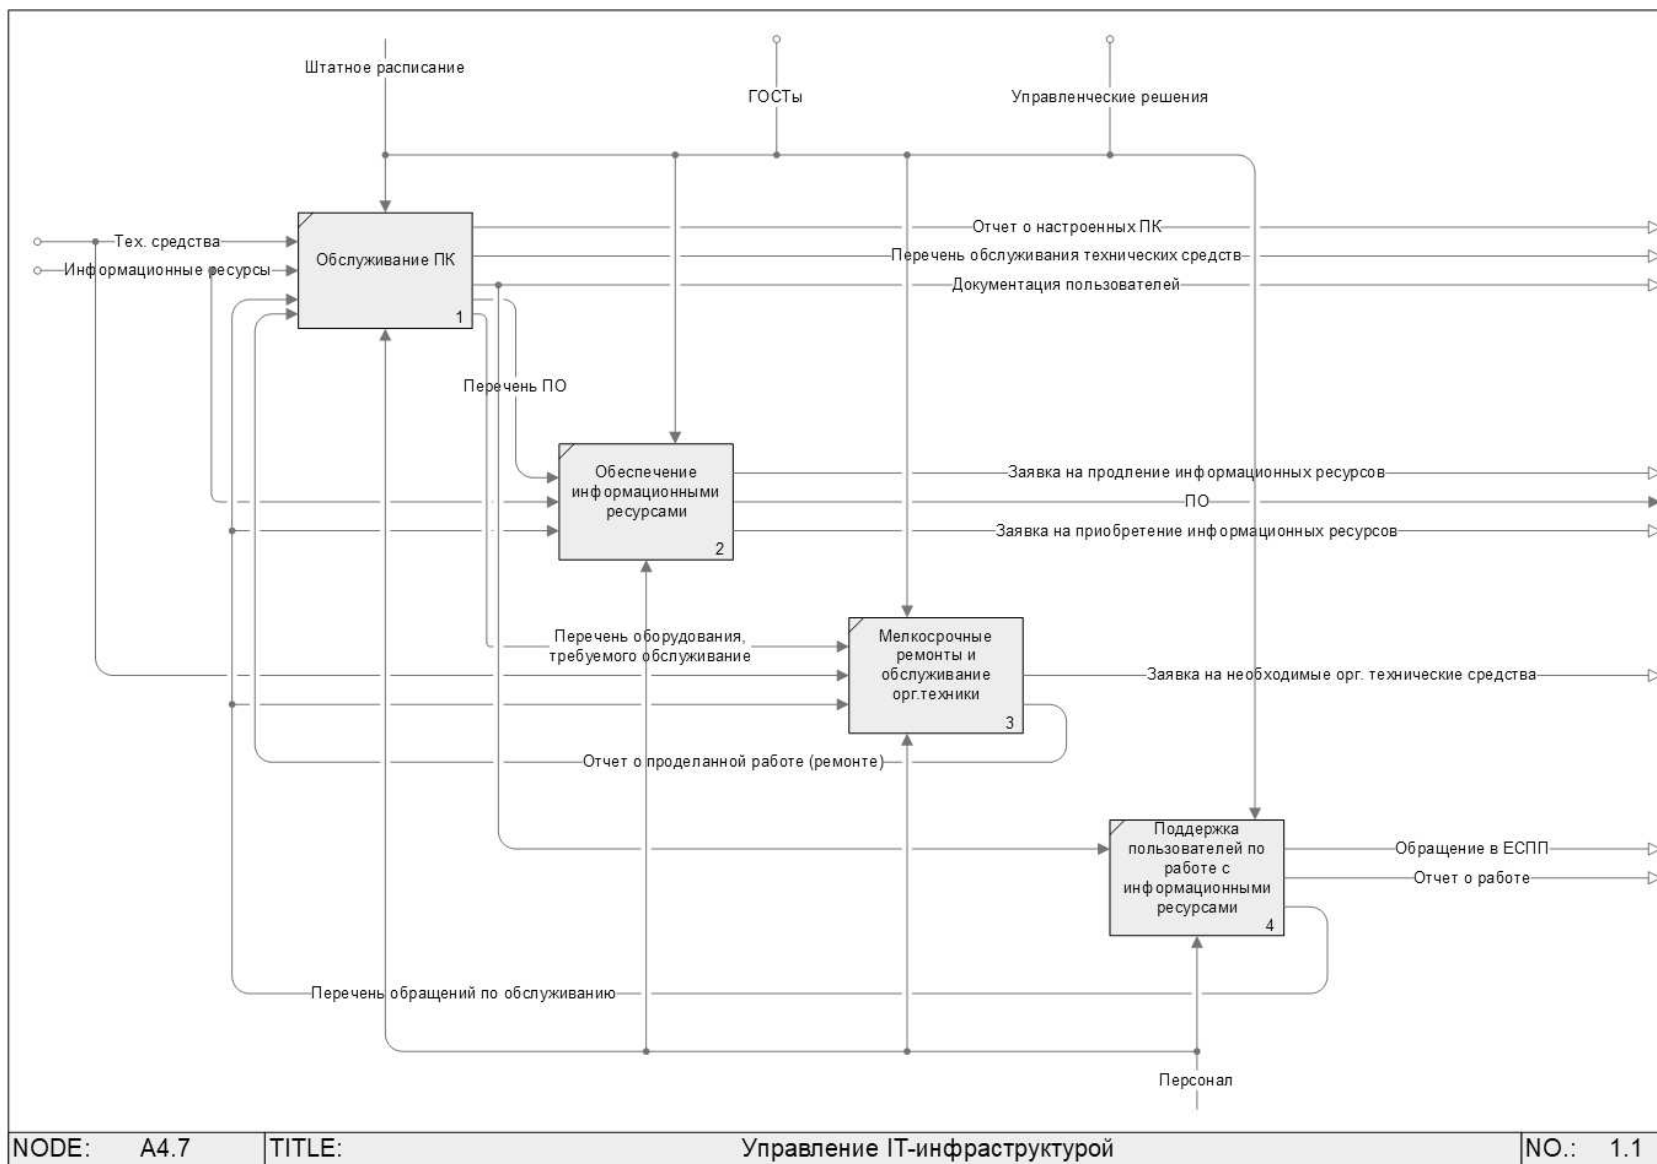 Штатное расписание
ГОСТы
Управленческие решения
Тех. средства
Информационные ресурсы
Обслуживание ПК
1
Отчет о настроенных ПК
Перечень обслуживания технических средств
Документация пользователей
Перечень ПО
Обеспечение
информационными
ресурсами
2
Заявка на продление информационных ресурсов
ПО
Заявка на приобретение информационных ресурсов
Перечень оборудования,
требуемого обслуживание
Мелкосрочные
ремонты и
обслуживание
орг.техники
3
Заявка на необходимые орг. технические средства
Отчет о проделанной работе (ремонте)
Поддержка
пользователей по
работе с
информационными
ресурсами
4
Обращение в ЕСПП
Отчет о работе
Перечень обращений по обслуживанию
Персонал
NODE: A4.7 TITLE: Управление IT-инфраструктурой NO.: 1.1